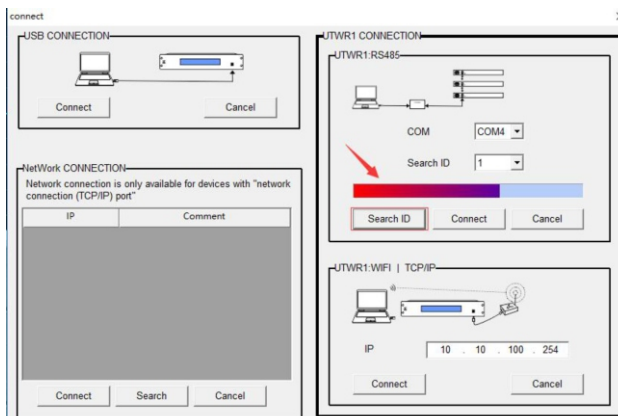 connect
USB CONNECTION
Connect Cancel
NetWork CONNECTION
Network connection is only available for devices with "network
connection (TCP/IP) port"
IP Comment
Connect Search Cancel
UTWR1 CONNECTION
UTWR1:RS485
COM COM4
Search ID 1
Search ID Connect Cancel
UTWR1:WIFI | TCP/IP
IP 10 . 10 . 100 . 254
Connect Cancel